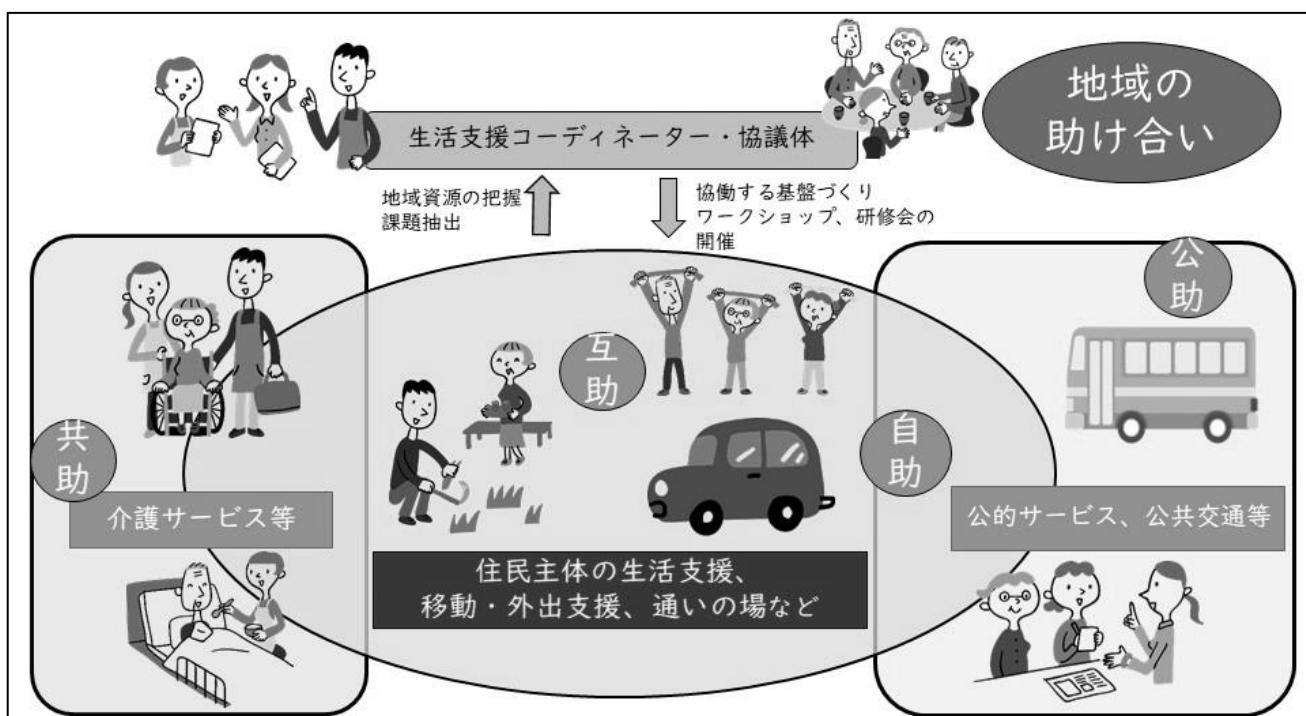 地域の
助け合い
生活支援コーディネーター・協議体
地域資源の把握
課題抽出
協働する基盤づくり
ワークショップ、研修会の
開催
公
助
互
助
共
助
自
助
介護サービス等
公的サービス、公共交通等
住民主体の生活支援、
移動・外出支援、通いの場など